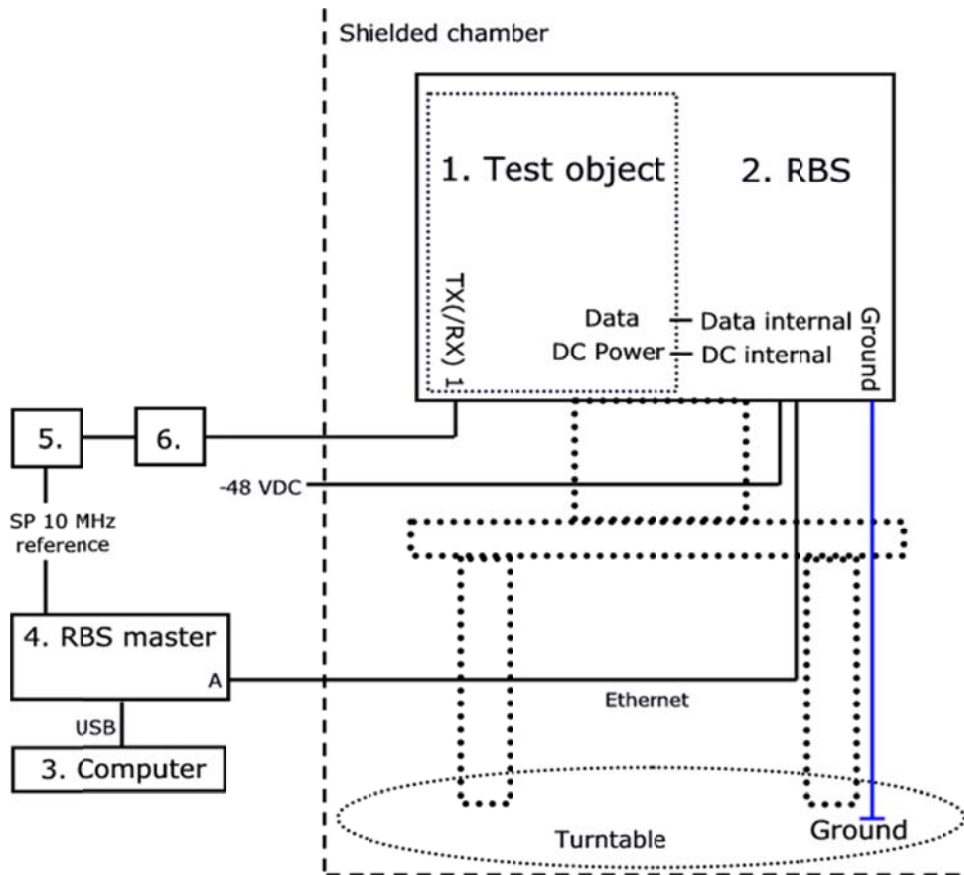 Shielded chamber
1. Test object
2. RBS
TX(/RX) 1
Data
Data internal
DC Power
DC internal
Ground
5.
6.
-48 VDC
SP 10 MHz
reference
4. RBS master
A
Ethernet
USB
3. Computer
Turntable
Ground